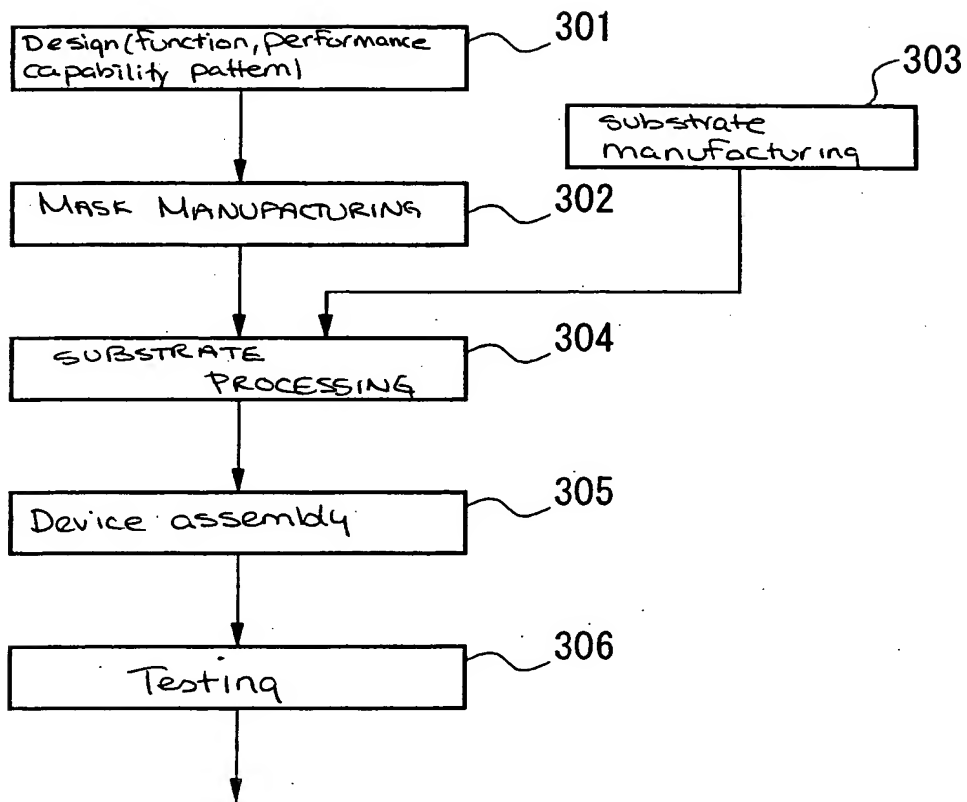 Design(function, performance
capability pattern)
301
substrate
manufacturing
303
MASK MANUFACTURING
302
SUBSTRATE
PROCESSING
304
Device assembly
305
Testing
306